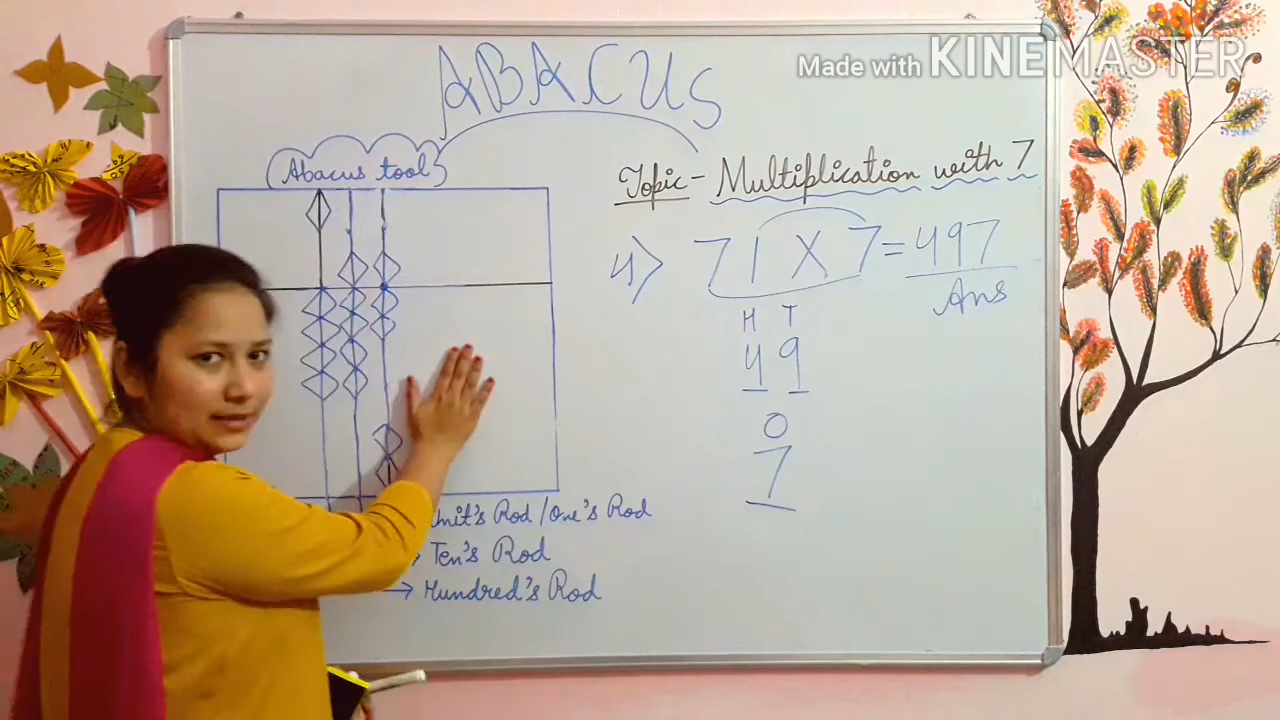 ABACUS
Made with KINEMASTER
Abacus tool
Topic - Multiplication with 7
4) 71 X 7 = 497
Ans
H T
4 9
0
7
Unit's Rod / One's Rod
→ Ten's Rod
→ Hundred's Rod